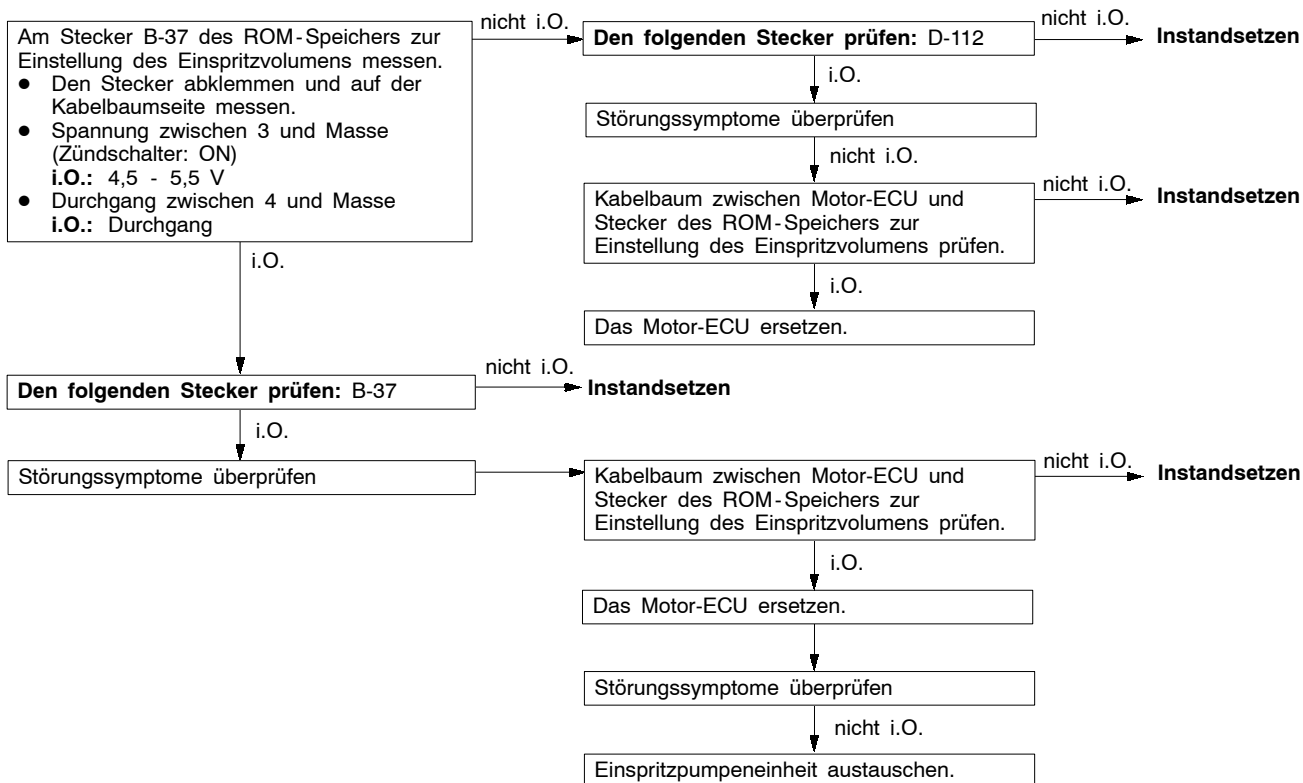 Am Stecker B-37 des ROM-Speichers zur
Einstellung des Einspritzvolumens messen.
● Den Stecker abklemmen und auf der
Kabelbaumseite messen.
● Spannung zwischen 3 und Masse
(Zündschalter: ON)
i.O.: 4,5 - 5,5 V
● Durchgang zwischen 4 und Masse
i.O.: Durchgang
nicht i.O.
Den folgenden Stecker prüfen: D-112
nicht i.O.
Instandsetzen
i.O.
Störungssymptome überprüfen
nicht i.O.
Kabelbaum zwischen Motor-ECU und
Stecker des ROM-Speichers zur
Einstellung des Einspritzvolumens prüfen.
nicht i.O.
Instandsetzen
i.O.
Das Motor-ECU ersetzen.
i.O.
Den folgenden Stecker prüfen: B-37
nicht i.O.
Instandsetzen
i.O.
Störungssymptome überprüfen
Kabelbaum zwischen Motor-ECU und
Stecker des ROM-Speichers zur
Einstellung des Einspritzvolumens prüfen.
nicht i.O.
Instandsetzen
i.O.
Das Motor-ECU ersetzen.
Störungssymptome überprüfen
nicht i.O.
Einspritzpumpeneinheit austauschen.